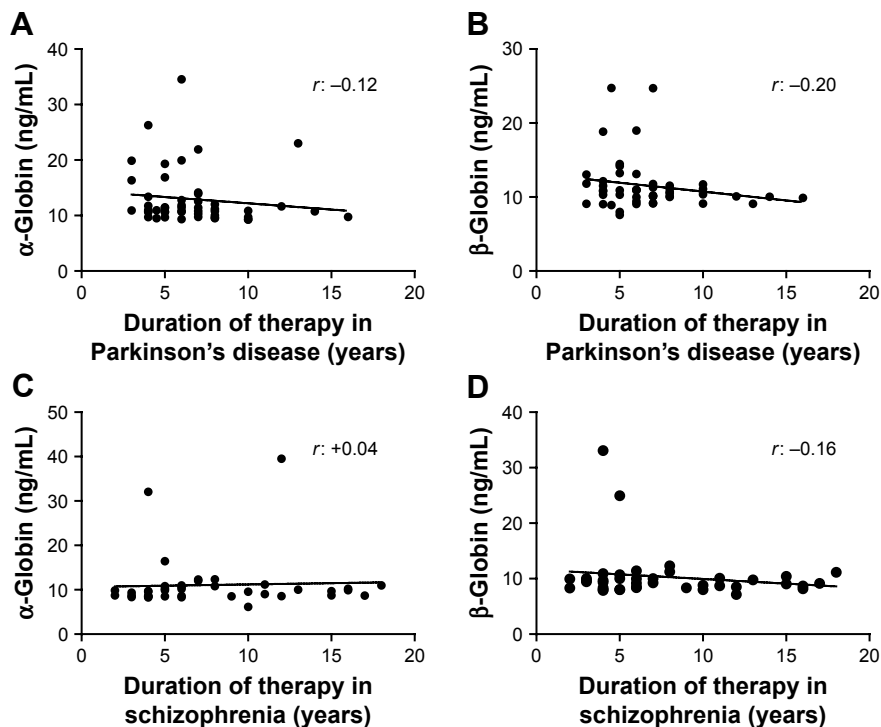 A
α-Globin (ng/mL)
40
30
20
10
0
r: –0.12
0
5
10
15
20
Duration of therapy in
Parkinson’s disease (years)
B
β-Globin (ng/mL)
30
20
10
0
r: –0.20
0
5
10
15
20
Duration of therapy in
Parkinson’s disease (years)
C
α-Globin (ng/mL)
50
40
30
20
10
0
r: +0.04
0
5
10
15
20
Duration of therapy in
schizophrenia (years)
D
β-Globin (ng/mL)
40
30
20
10
0
r: –0.16
0
5
10
15
20
Duration of therapy in
schizophrenia (years)